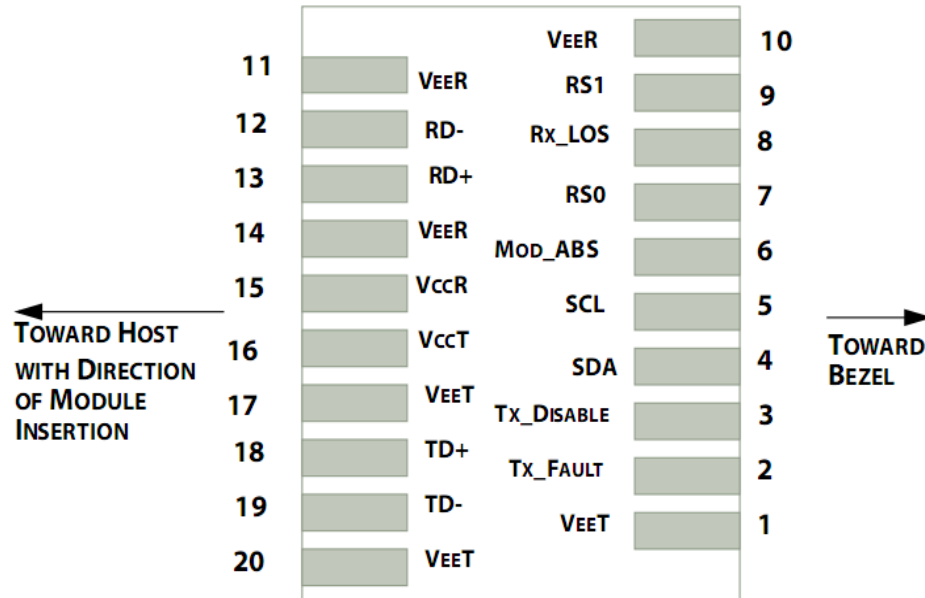 VEER 10
11 VEER
RS1 9
12 RD-
RX_LOS 8
13 RD+
RS0 7
14 VEER
MOD_ABS 6
15 VCCR
SCL 5
16 VCCT
SDA 4
17 VEET
TX_DISABLE 3
18 TD+
TX_FAULT 2
19 TD-
VEET 1
20 VEET
TOWARD HOST
WITH DIRECTION
OF MODULE
INSERTION
TOWARD
BEZEL